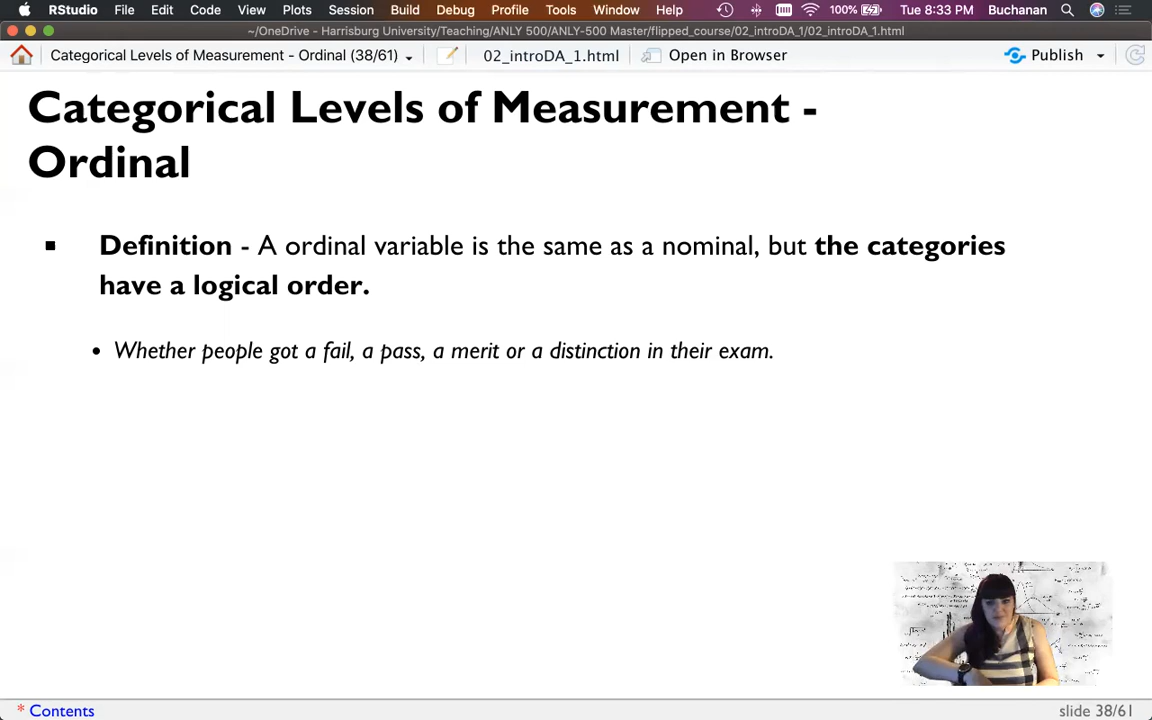 RStudio File Edit Code View Plots Session Build Debug Profile Tools Window Help 100% Tue 8:33 PM Buchanan
~/OneDrive - Harrisburg University/Teaching/ANLY 500/ANLY-500 Master/flipped_course/02_introDA_1/02_introDA_1.html
Categorical Levels of Measurement - Ordinal (38/61) 02_introDA_1.html Open in Browser Publish
Categorical Levels of Measurement -
Ordinal
■ Definition - A ordinal variable is the same as a nominal, but the categories
have a logical order.
• Whether people got a fail, a pass, a merit or a distinction in their exam.
* Contents slide 38/61